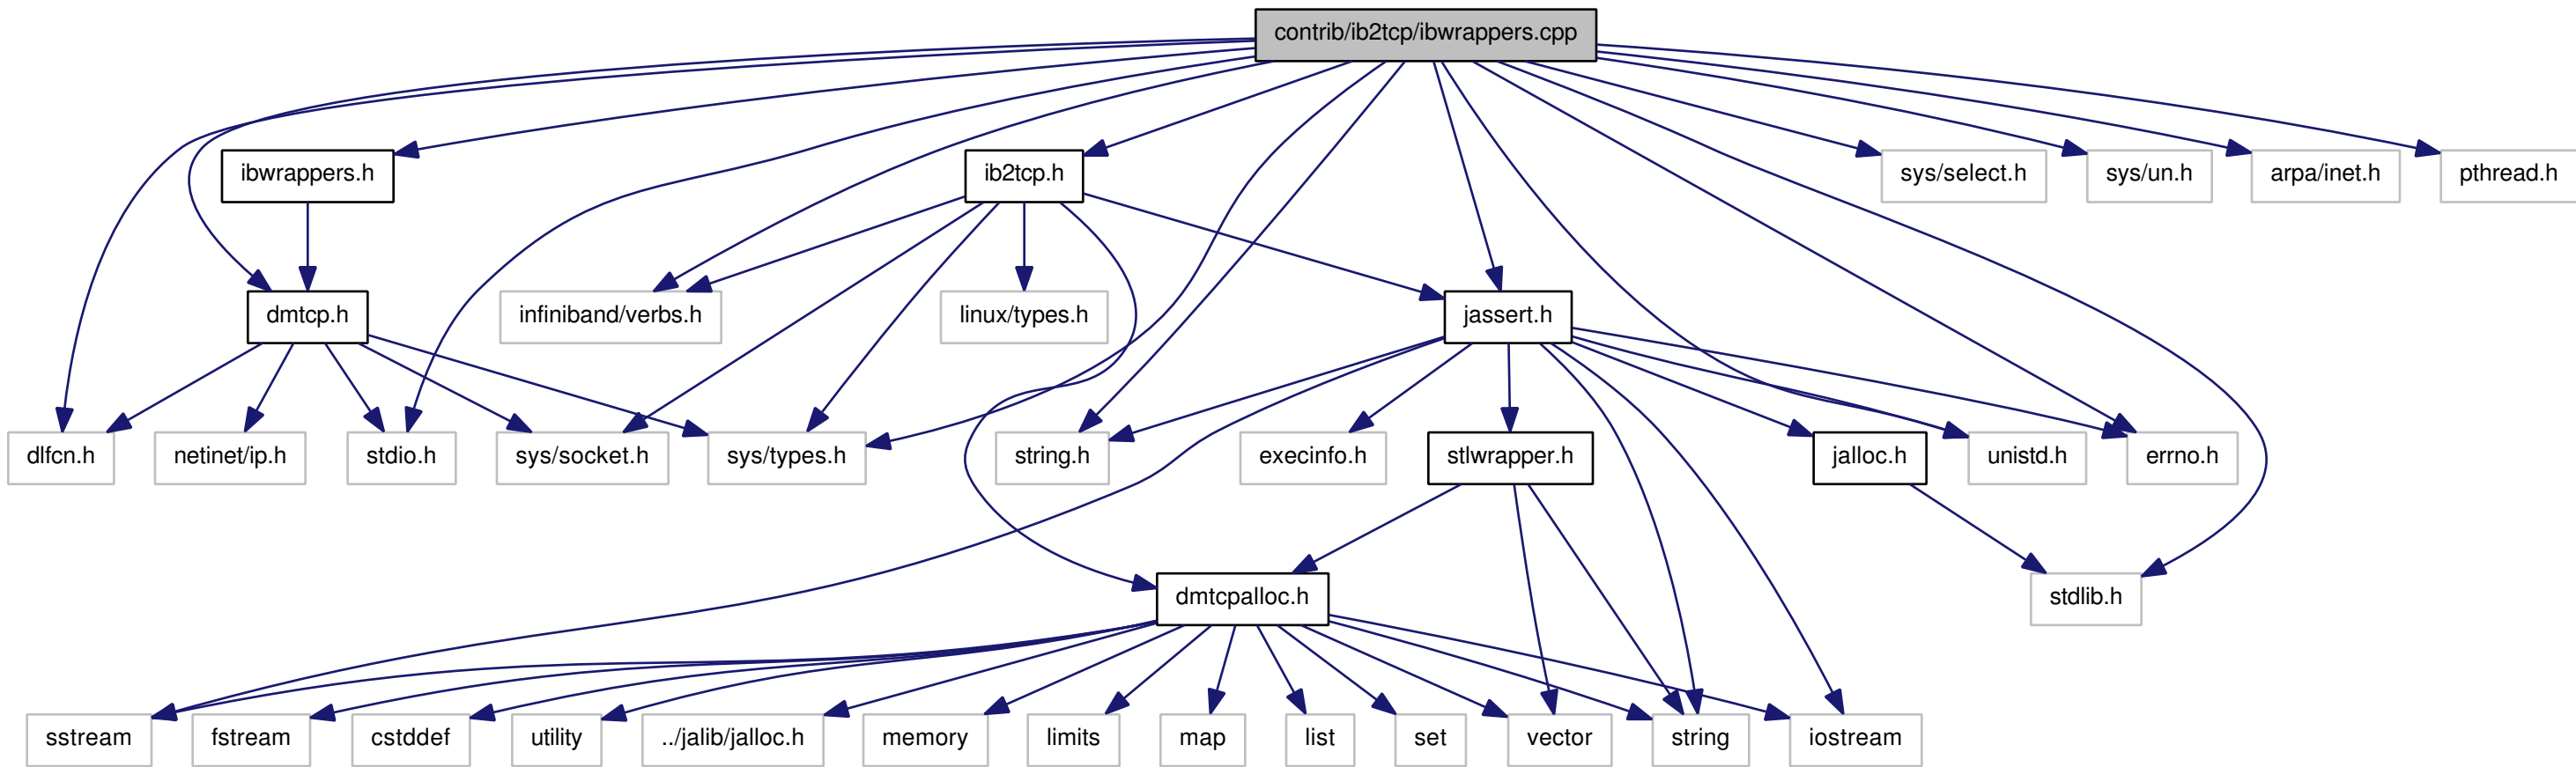 contrib/ib2tcp/ibwrappers.cpp
ibwrappers.h
ib2tcp.h
sys/select.h
sys/un.h
arpa/inet.h
pthread.h
dmtcp.h
infiniband/verbs.h
linux/types.h
jassert.h
dlfcn.h
netinet/ip.h
stdio.h
sys/socket.h
sys/types.h
string.h
execinfo.h
stlwrapper.h
jalloc.h
unistd.h
errno.h
dmtcpalloc.h
stdlib.h
sstream
fstream
cstddef
utility
../jalib/jalloc.h
memory
limits
map
list
set
vector
string
iostream